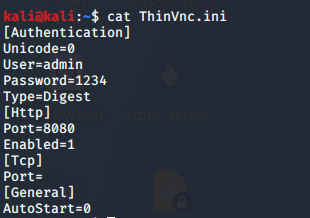 kali@kali:~$ cat ThinVnc.ini
[Authentication]
Unicode=0
User=admin
Password=1234
Type=Digest
[Http]
Port=8080
Enabled=1
[Tcp]
Port=
[General]
AutoStart=0